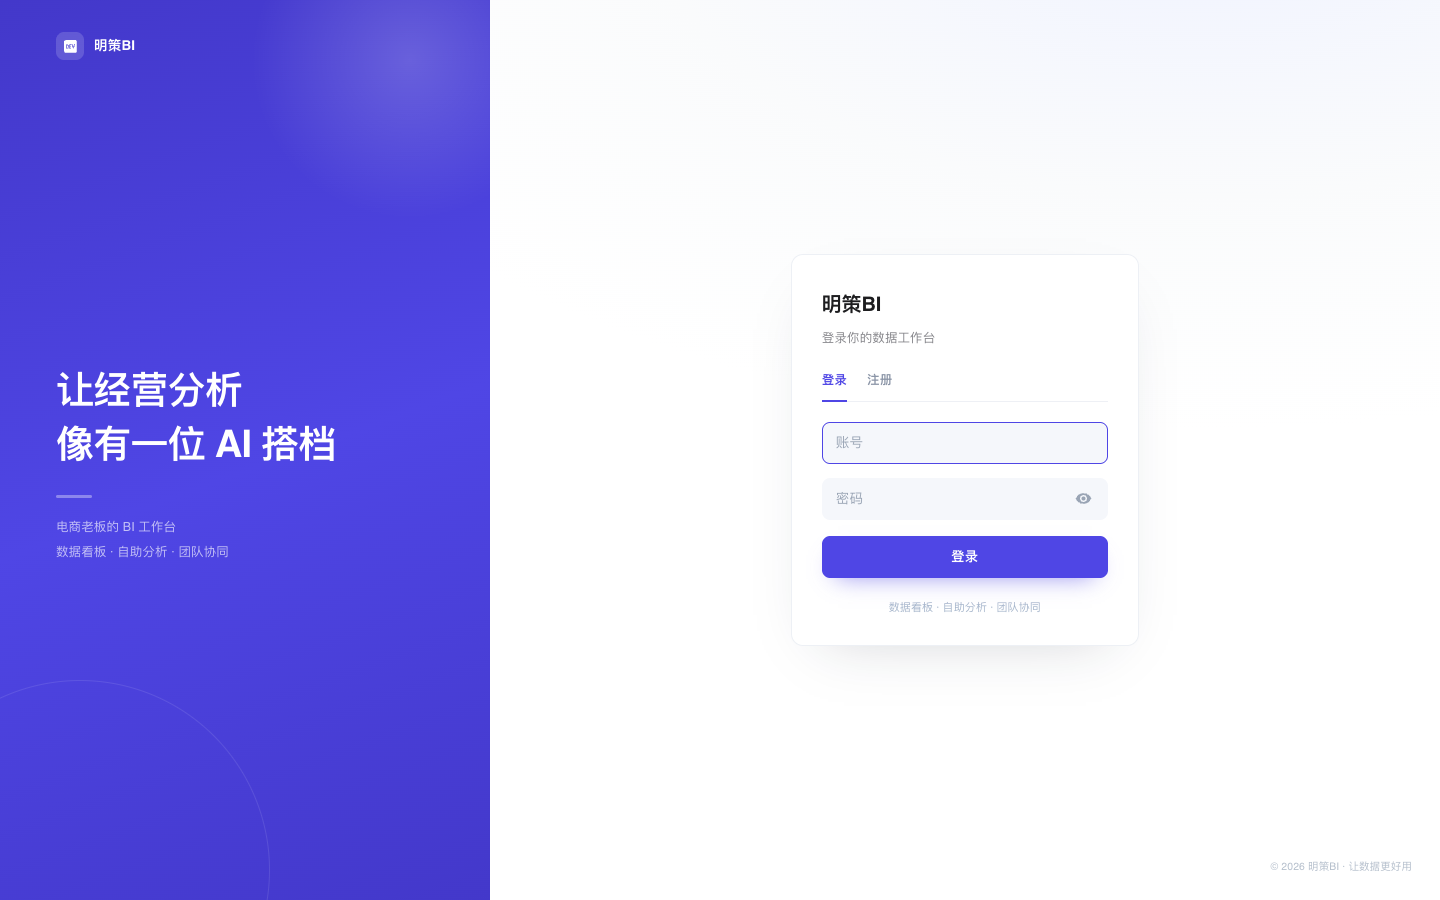 DEV
明策BI
让经营分析
像有一位 AI 搭档
电商老板的 BI 工作台
数据看板 · 自助分析 · 团队协同
明策BI
登录你的数据工作台
登录 注册
账号
密码
登录
数据看板 · 自助分析 · 团队协同
© 2026 明策BI · 让数据更好用